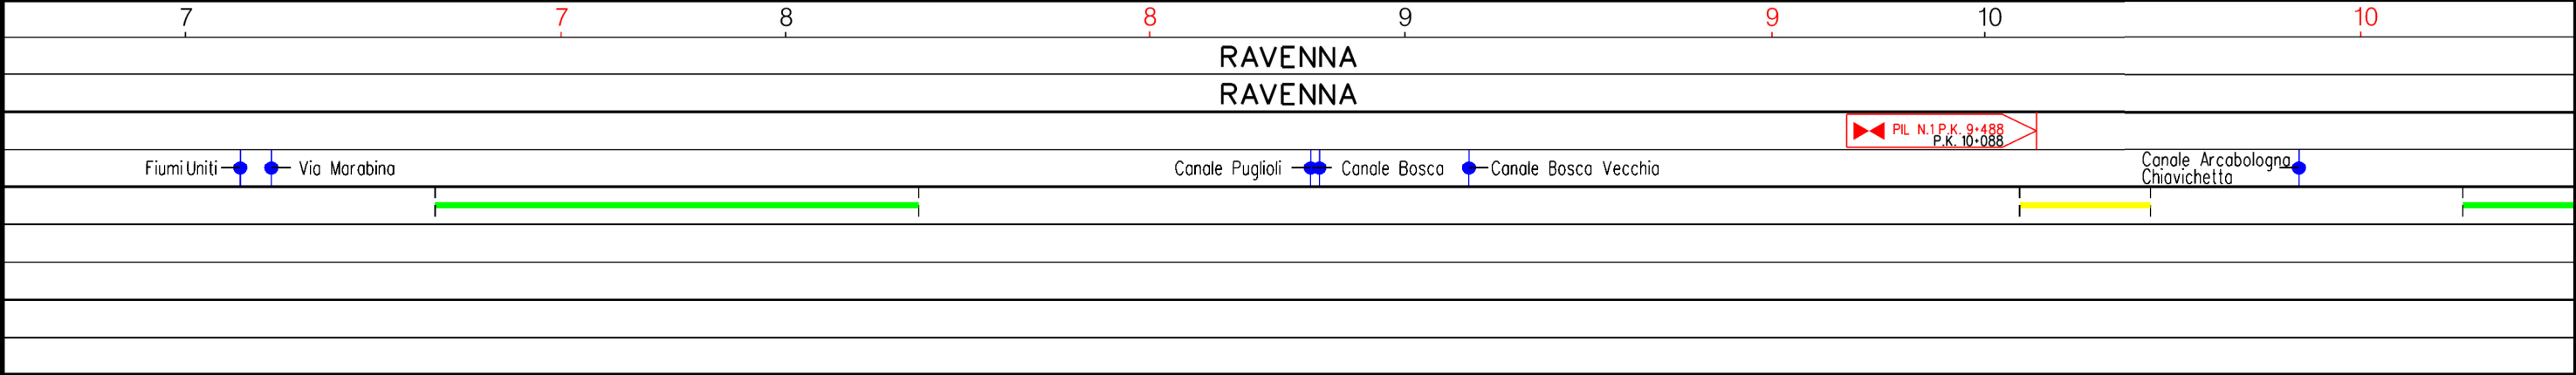 7 7 8 8 9 9 10 10
RAVENNA
RAVENNA
PIL N.1 P.K. 9+488
P.K. 10+088
Fiumi Uniti Via Marabina Canale Puglioli Canale Bosca Canale Bosca Vecchia Canale Arcabologna
Chiavichetta